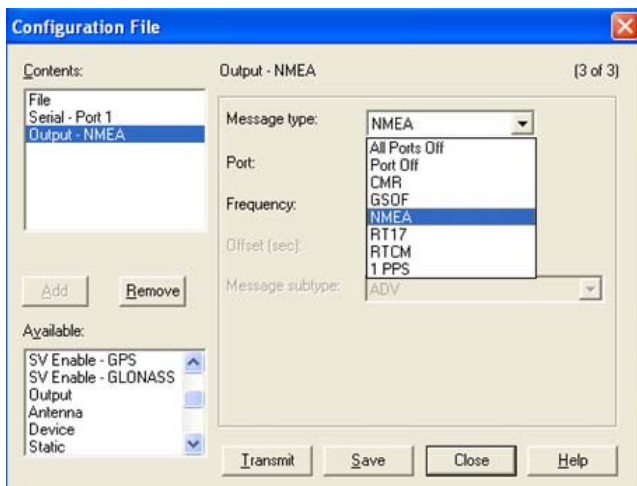 Configuration File
Contents:
File
Serial - Port 1
Output - NMEA
Add
Remove
Available:
SV Enable - GPS
SV Enable - GLONASS
Output
Antenna
Device
Static
Output - NMEA
(3 of 3)
Message type:
NMEA
All Ports Off
Port Off
CMR
GSOF
NMEA
RT17
RTCM
1 PPS
Port:
Frequency:
Offset (sec):
Message subtype:
ADV
Transmit
Save
Close
Help